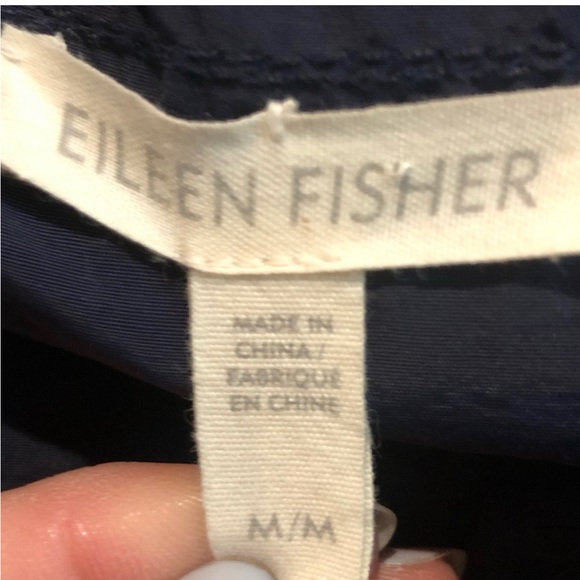 EILEEN FISHER
MADE IN
CHINA/
FABRIQUÉ
EN CHINE
M/M